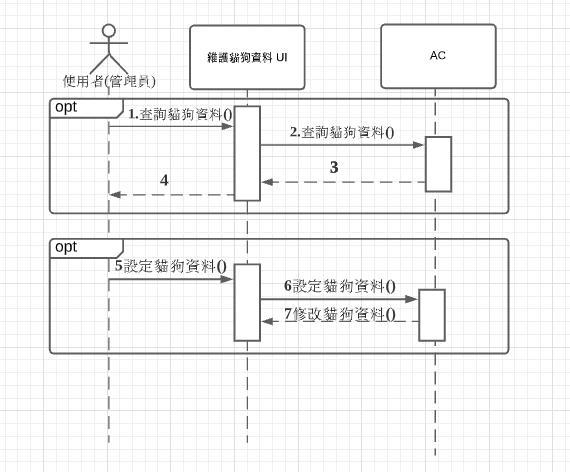 維護貓狗資料 UI
AC
使用者(管理員)
opt
1.查詢貓狗資料()
2.查詢貓狗資料()
3
4
opt
5設定貓狗資料()
6設定貓狗資料()
7修改貓狗資料()